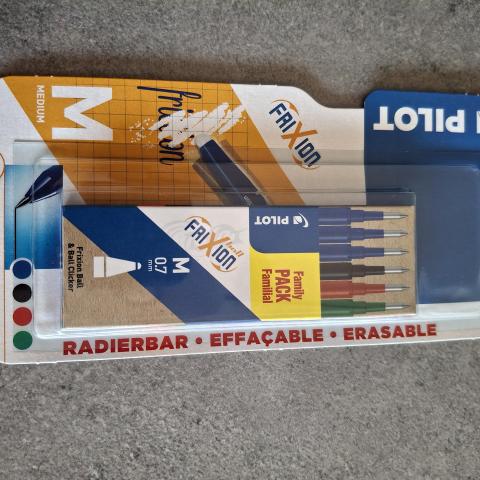 PILOT
FRIXION
frixion
M
MEDIUM
PILOT
FRIXION ball
M
0.7
mm
Frixion Ball
& Ball Clicker
Family
PACK
Familial
RADIERBAR • EFFAÇABLE • ERASABLE